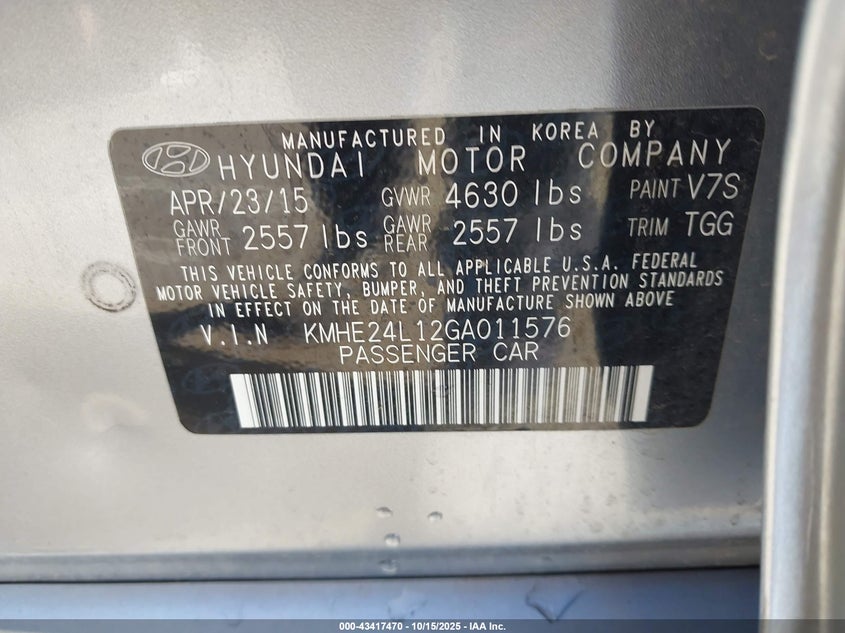 MANUFACTURED IN KOREA BY
HYUNDAI MOTOR COMPANY
APR/23/15 GVWR 4630 lbs PAINT V7S
GAWR FRONT 2557 lbs GAWR REAR 2557 lbs TRIM TGG
THIS VEHICLE CONFORMS TO ALL APPLICABLE U.S.A. FEDERAL
MOTOR VEHICLE SAFETY, BUMPER, AND THEFT PREVENTION STANDARDS
IN EFFECT ON THE DATE OF MANUFACTURE SHOWN ABOVE
V.I.N KMHE24L12GA011576
PASSENGER CAR
000-43417470 - 10/15/2025 - IAA Inc.